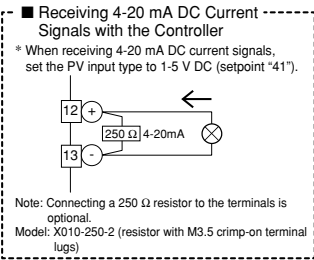 ■ Receiving 4-20 mA DC Current
Signals with the Controller
* When receiving 4-20 mA DC current signals,
set the PV input type to 1-5 V DC (setpoint “41”).
12 +
250 Ω 4-20mA
13 -
Note: Connecting a 250 Ω resistor to the terminals is
optional.
Model: X010-250-2 (resistor with M3.5 crimp-on terminal
lugs)